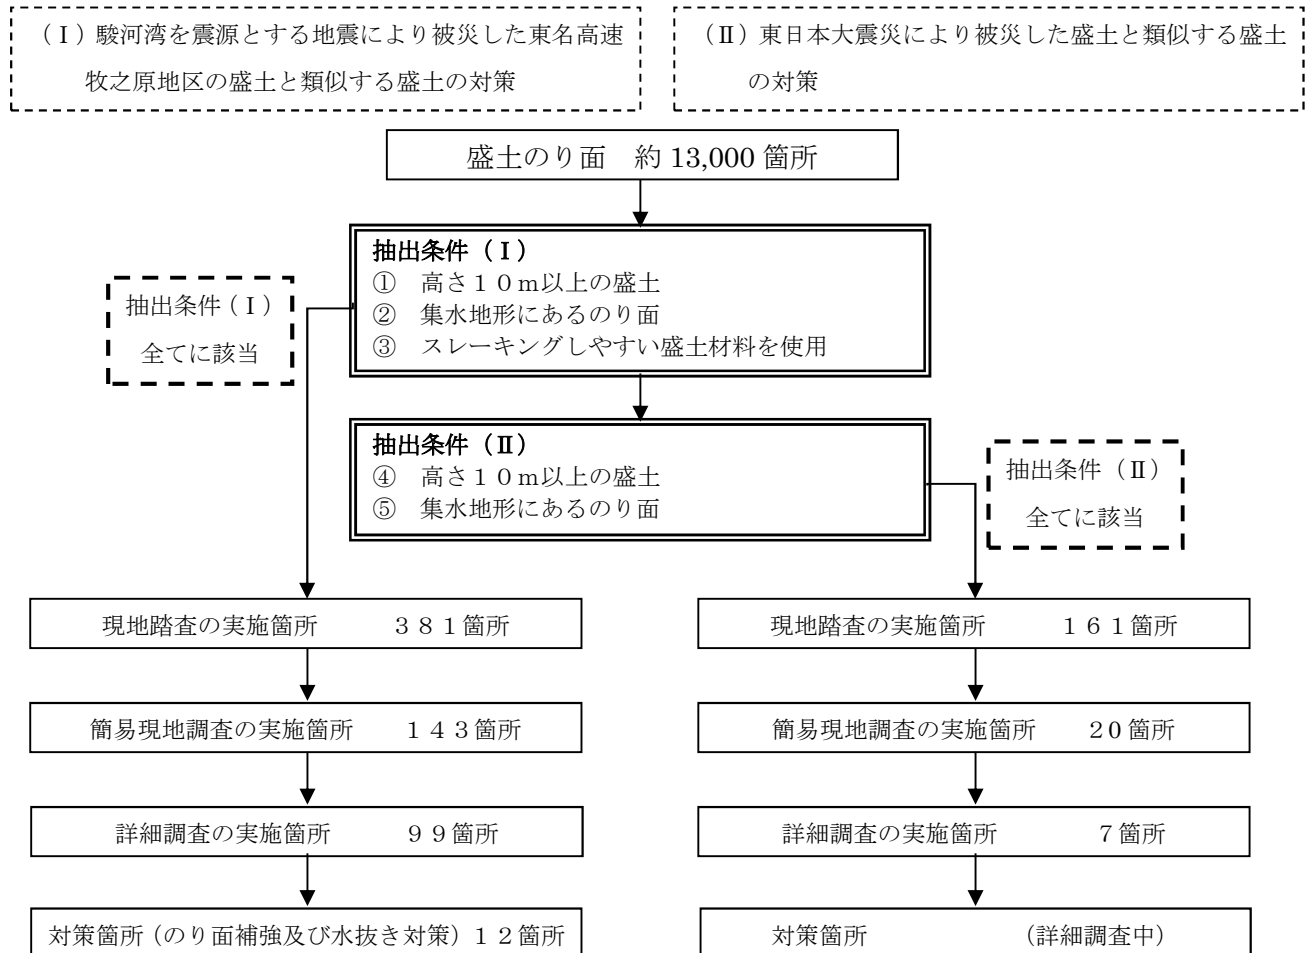 （Ⅰ）駿河湾を震源とする地震により被災した東名高速
牧之原地区の盛土と類似する盛土の対策
（Ⅱ）東日本大震災により被災した盛土と類似する盛土
の対策
盛土のり面　約 13,000 箇所
抽出条件（Ⅰ）
①　高さ１０ｍ以上の盛土
②　集水地形にあるのり面
③　スレーキングしやすい盛土材料を使用
抽出条件（Ⅰ）
全てに該当
抽出条件（Ⅱ）
④　高さ１０ｍ以上の盛土
⑤　集水地形にあるのり面
抽出条件（Ⅱ）
全てに該当
現地踏査の実施箇所　　　３８１箇所
現地踏査の実施箇所　　　１６１箇所
簡易現地調査の実施箇所　　１４３箇所
簡易現地調査の実施箇所　　２０箇所
詳細調査の実施箇所　　　９９箇所
詳細調査の実施箇所　　　７箇所
対策箇所（のり面補強及び水抜き対策）１２箇所
対策箇所　　　　　　　（詳細調査中）